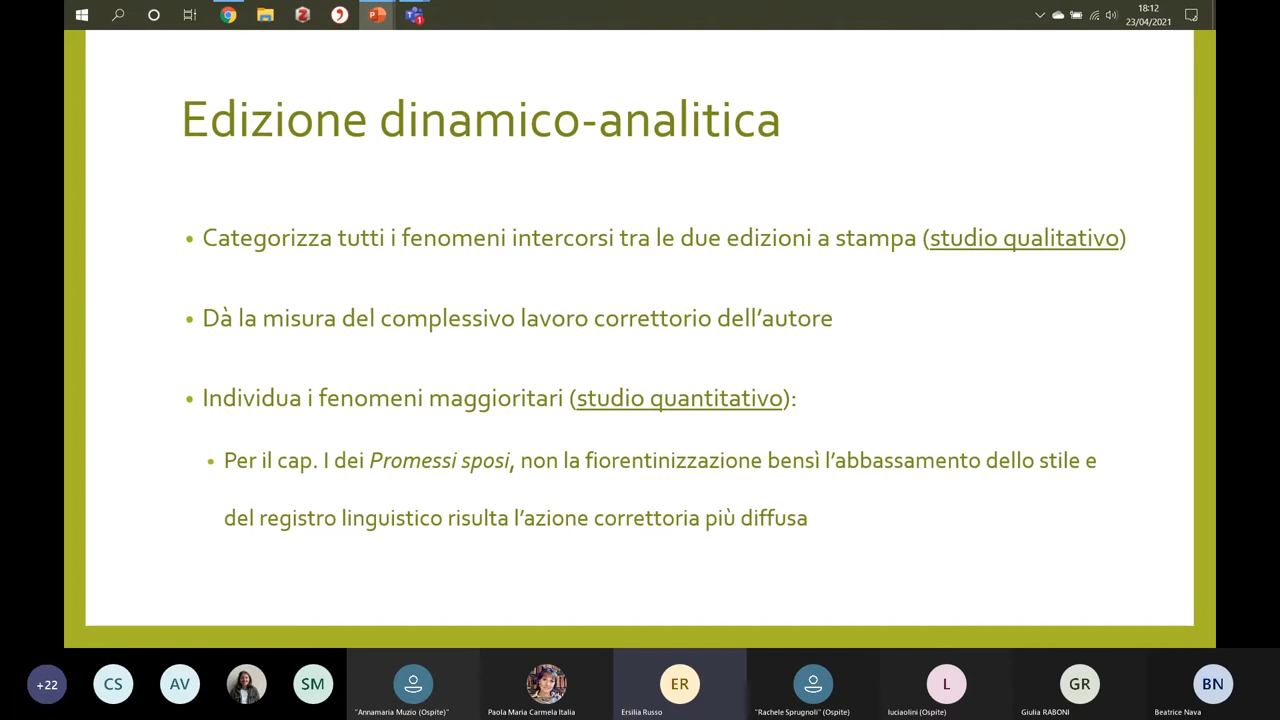 18:12
23/04/2021
Edizione dinamico-analitica
• Categorizza tutti i fenomeni intercorsi tra le due edizioni a stampa (studio qualitativo)
• Dà la misura del complessivo lavoro correttorio dell’autore
• Individua i fenomeni maggioritari (studio quantitativo):
• Per il cap. I dei Promessi sposi, non la fiorentinizzazione bensì l’abbassamento dello stile e
del registro linguistico risulta l’azione correttoria più diffusa
+22
CS
AV
SM
ER
L
GR
BN
"Annamaria Muzio (Ospite)"
Paola Maria Carmela Italia
Ersilia Russo
"Rachele Sprugnoli" (Ospite)
luciaolini (Ospite)
Giulia RABONI
Beatrice Nava